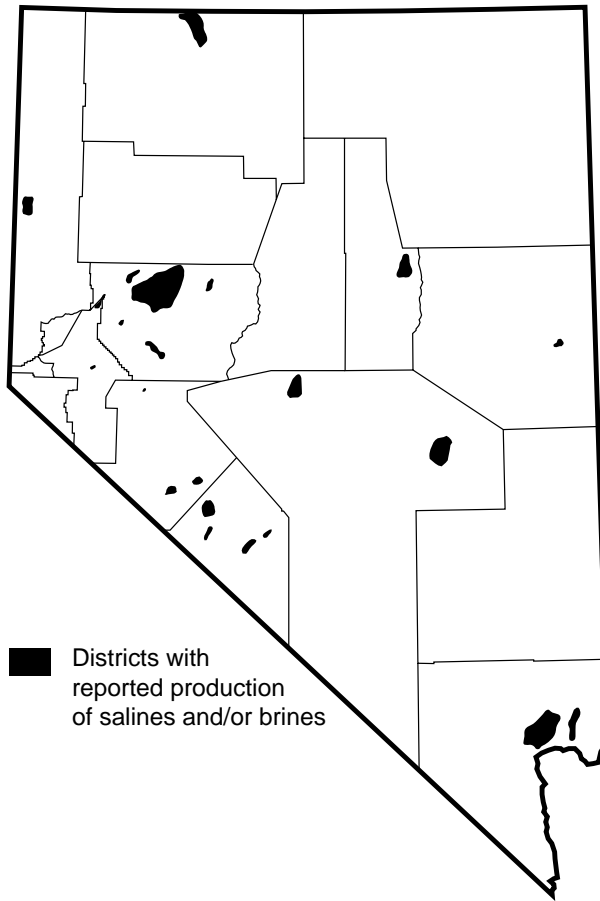 Districts with
reported production
of salines and/or brines